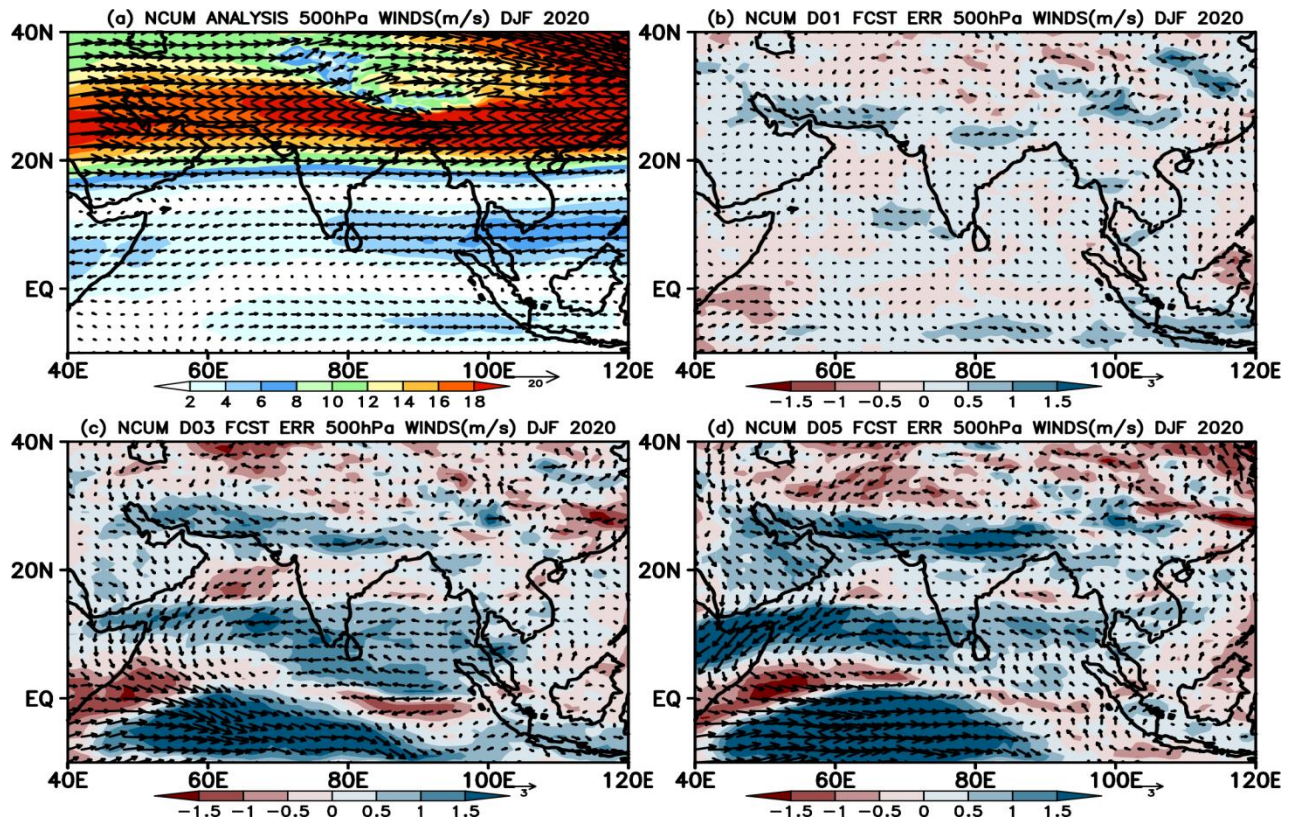 (a) NCUM ANALYSIS 500hPa WINDS(m/s) DJF 2020
40N
20N
EQ
40E 60E 80E 100E 120E
20
2 4 6 8 10 12 14 16 18
(b) NCUM D01 FCST ERR 500hPa WINDS(m/s) DJF 2020
40N
20N
EQ
40E 60E 80E 100E 120E
3
-1.5 -1 -0.5 0 0.5 1 1.5
(c) NCUM D03 FCST ERR 500hPa WINDS(m/s) DJF 2020
40N
20N
EQ
40E 60E 80E 100E 120E
3
-1.5 -1 -0.5 0 0.5 1 1.5
(d) NCUM D05 FCST ERR 500hPa WINDS(m/s) DJF 2020
40N
20N
EQ
40E 60E 80E 100E 120E
3
-1.5 -1 -0.5 0 0.5 1 1.5